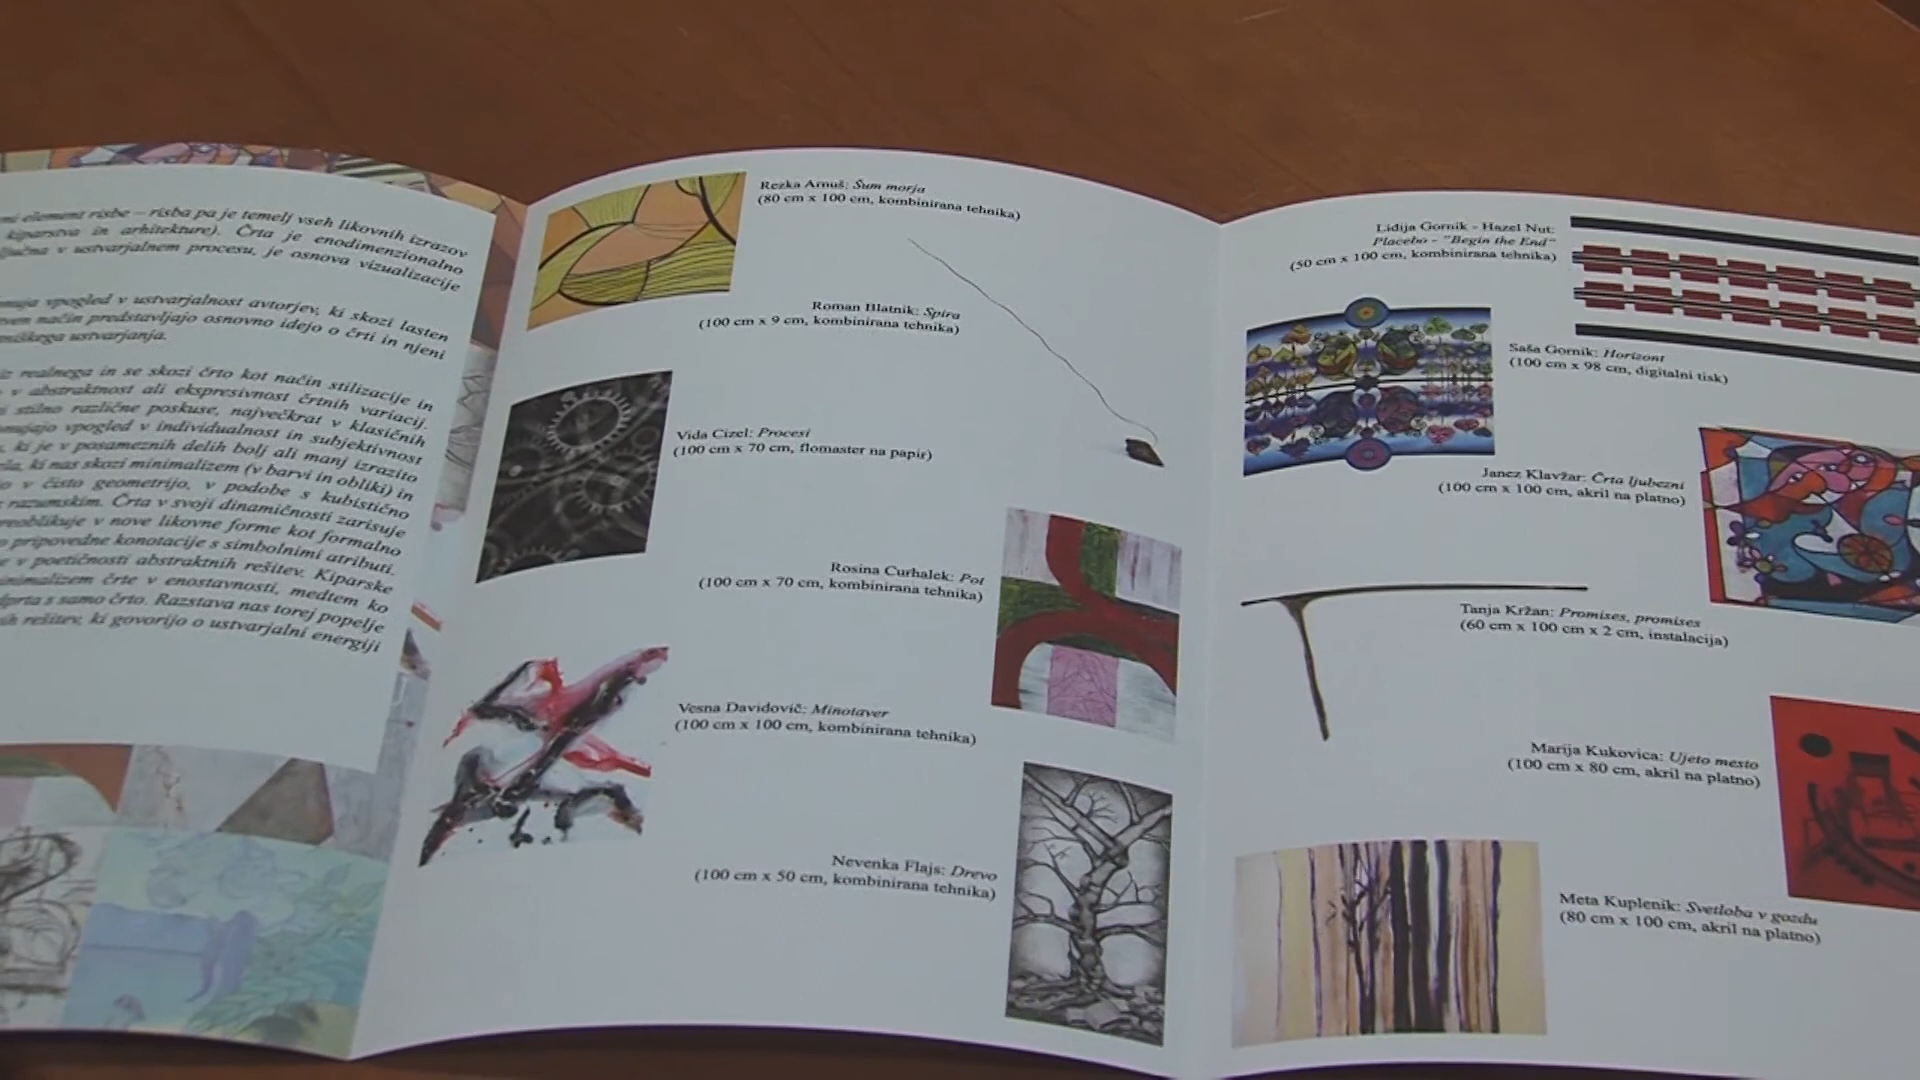 ni element risbe – risba pa je temelj vseh likovnih izrazov
kiparstva in arhitekture). Črta je enodimenzionalno
ključna v ustvarjalnem procesu, je osnova vizualizacije
vpogled v ustvarjalnost avtorjev, ki skozi lasten
način predstavljajo osnovno idejo o črti in njeni
ustvarjanja.
iz realnega in se skozi črto kot način stilizacije in
v abstraktnost ali ekspresivnost črtnih variacij.
stilno različne poskuse, največkrat v klasičnih
vpogled v individualnost in subjektivnost
ki je v posameznih delih bolj ali manj izrazito
ki nas skozi minimalizem (v barvi in obliki) in
v čisto geometrijo, v podobe s kubistično
razumskim. Črta v svoji dinamičnosti zarisuje
v nove likovne forme kot formalno
pripovedne konotacije s simbolnimi atributi.
v poetičnosti abstraktnih rešitev. Kiparske
črte v enostavnosti, medtem ko
s samo črto. Razstava nas torej popelje
rešitev, ki govorijo o ustvarjalni energiji
Rezka Arnuš: Šum morja
(80 cm x 100 cm, kombinirana tehnika)
Roman Blatnik: Spira
(100 cm x 9 cm, kombinirana tehnika)
Vida Cizel: Procesi
(100 cm x 70 cm, flomaster na papir)
Rosina Curhalek: Pot
(100 cm x 70 cm, kombinirana tehnika)
Vesna Davidovič: Minotaver
(100 cm x 100 cm, kombinirana tehnika)
Nevenka Flajs: Drevo
(100 cm x 50 cm, kombinirana tehnika)
Lidija Gornik - Hazel Nut:
Placebo - "Begin the End"
(50 cm x 100 cm, kombinirana tehnika)
Saša Gornik: Horizont
(100 cm x 98 cm, digitalni tisk)
Janez Klavžar: Črta ljubezni
(100 cm x 100 cm, akril na platno)
Tanja Kržan: Promises, promises
(60 cm x 100 cm x 2 cm, instalacija)
Marija Kukovica: Ujeto mesto
(100 cm x 80 cm, akril na platno)
Meta Kuplenik: Svetloba v gozdu
(80 cm x 100 cm, akril na platno)